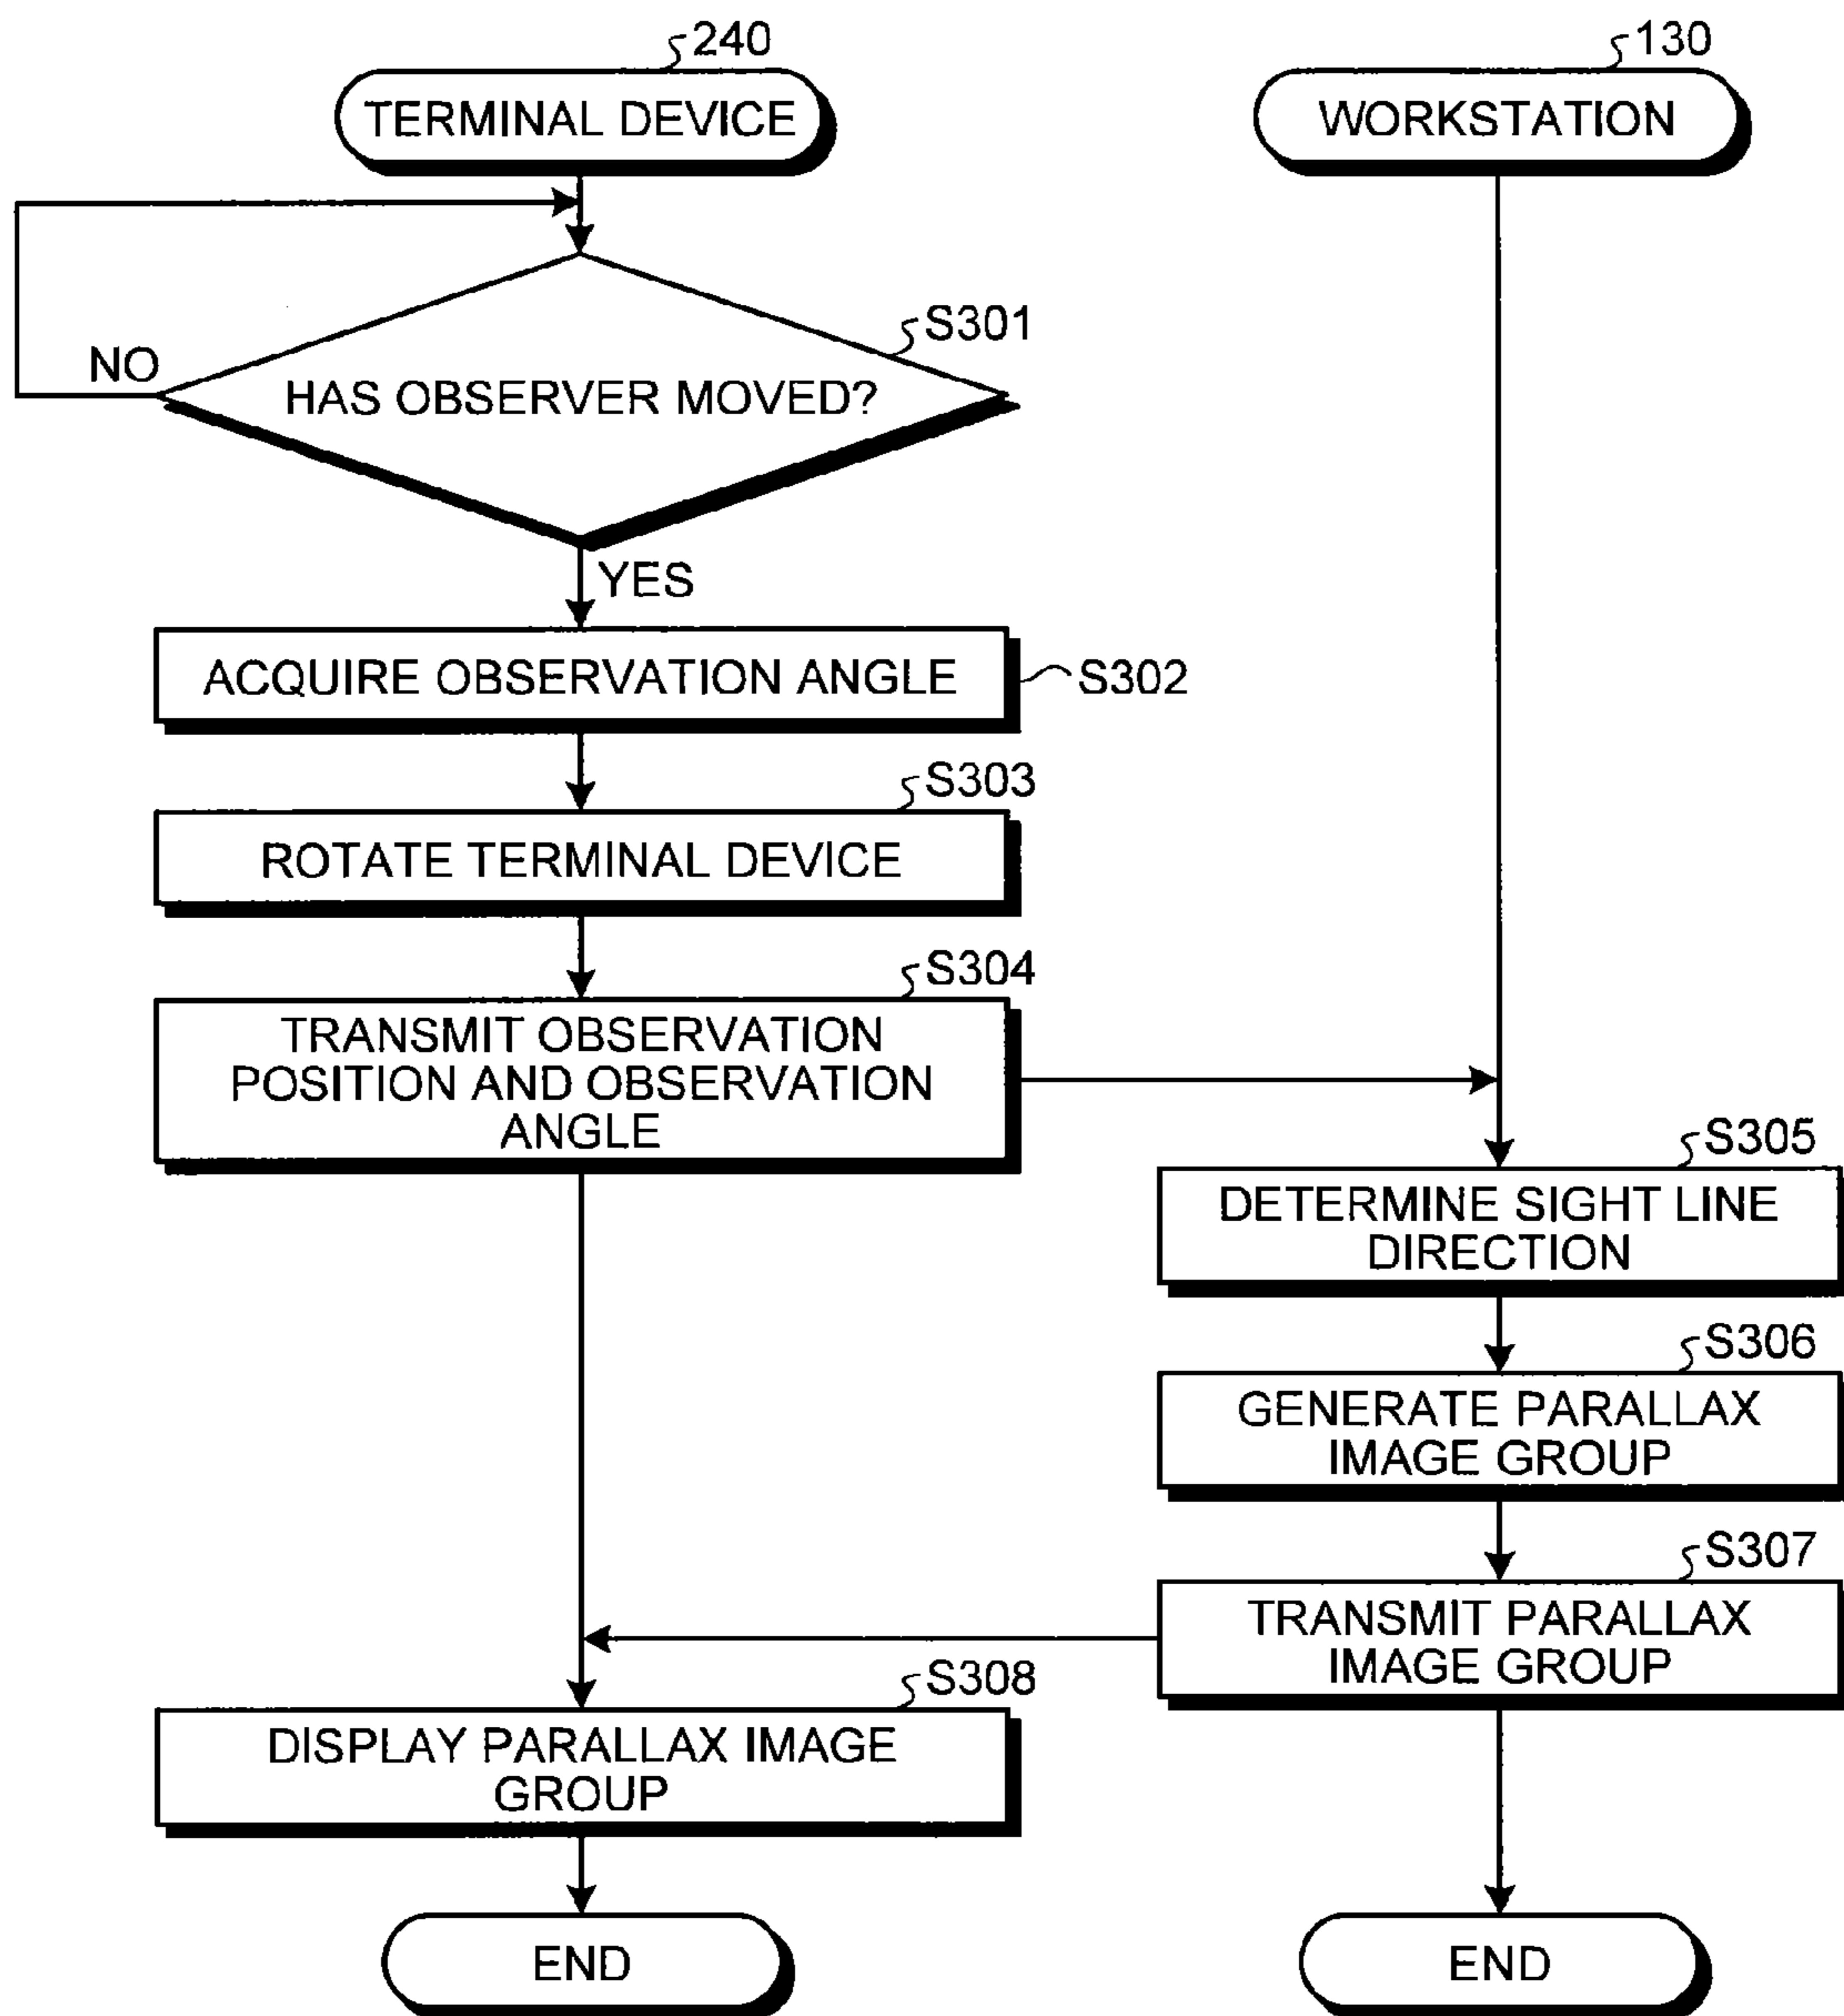 240
TERMINAL DEVICE
130
WORKSTATION
S301
NO
HAS OBSERVER MOVED?
YES
ACQUIRE OBSERVATION ANGLE
S302
S303
ROTATE TERMINAL DEVICE
S304
TRANSMIT OBSERVATION
POSITION AND OBSERVATION
ANGLE
S305
DETERMINE SIGHT LINE
DIRECTION
S306
GENERATE PARALLAX
IMAGE GROUP
S307
TRANSMIT PARALLAX
IMAGE GROUP
S308
DISPLAY PARALLAX IMAGE
GROUP
END
END